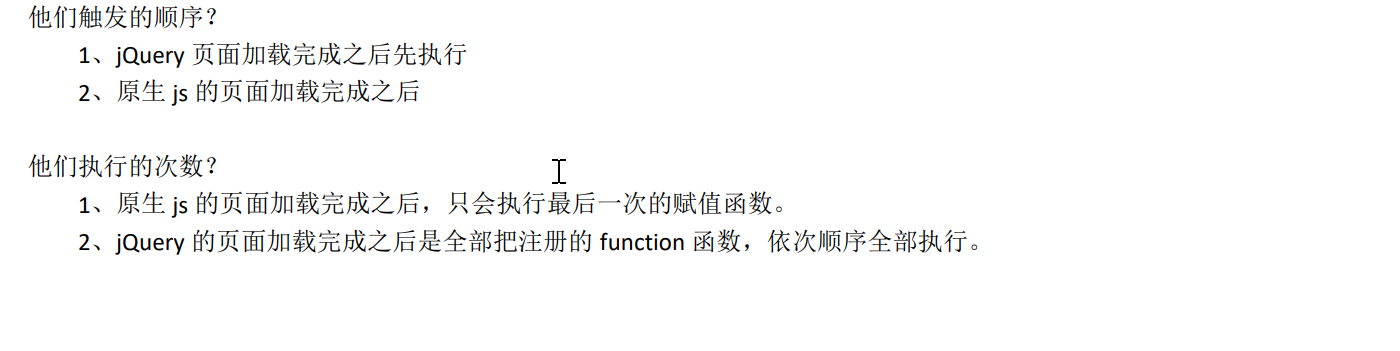 他们触发的顺序？
1、jQuery 页面加载完成之后先执行
2、原生 js 的页面加载完成之后
他们执行的次数？
1、原生 js 的页面加载完成之后，只会执行最后一次的赋值函数。
2、jQuery 的页面加载完成之后是全部把注册的 function 函数，依次顺序全部执行。